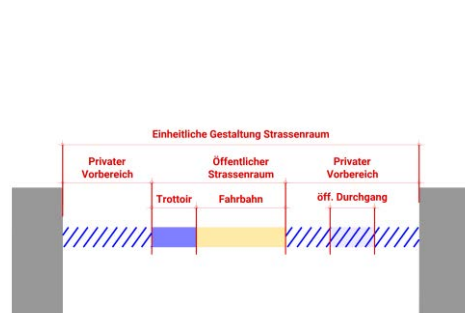 Einheitliche Gestaltung Strassenraum
Privater
Vorbereich
Öffentlicher
Strassenraum
Privater
Vorbereich
Trottoir
Fahrbahn
öff. Durchgang